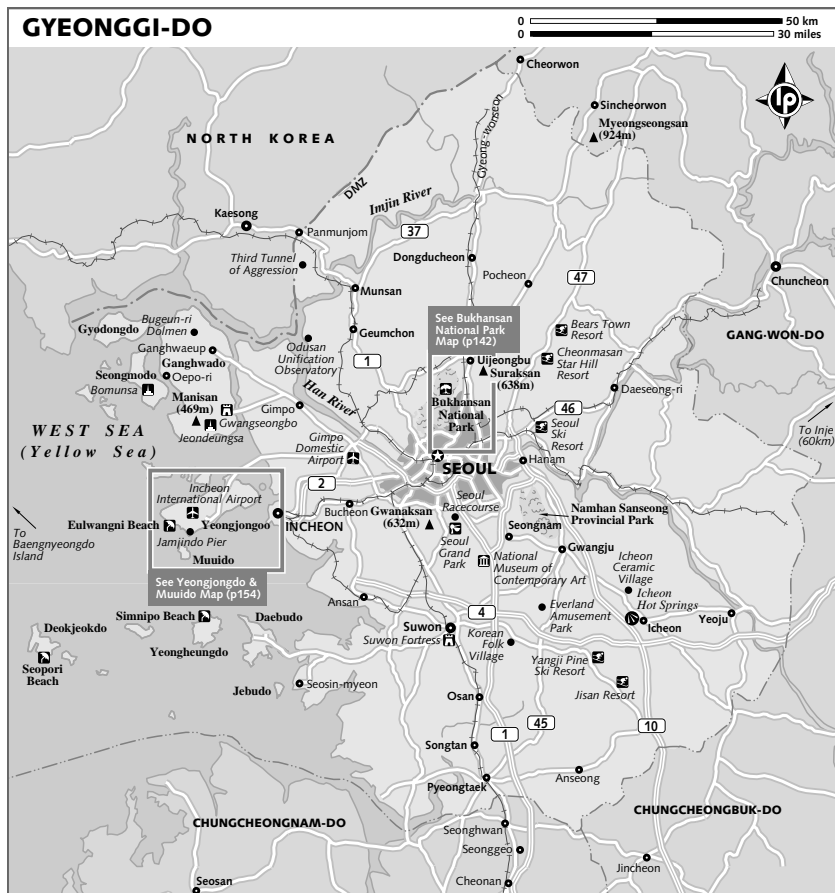 GYEONGGI-DO
0 50 km
0 30 miles
lp
Cheorwon
Sincheorwon
Myeongseongsan
(924m)
Gyeong-wonseon
NORTH KOREA
DMZ
Imjin River
Kaesong
Panmunjom
37
Third Tunnel
of Aggression
Dongducheon
47
Pocheon
Chuncheon
Munsan
Bugeun-ri
Dolmen
Gyodongdo
See Bukhansan
National Park
Map (p142)
Bears Town
Resort
GANG-WON-DO
Geumchon
Ganghwaeup
Odusan
Unification
Observatory
1
Uijeongbu
Cheonmasan
Star Hill
Resort
Ganghwado
Seongmodo
Oepo-ri
Suraksan
(638m)
Bomunsa
Daeseong-ri
Manisan
(469m)
Han River
Bukhansan
National
Park
Gimpo
Gwangseongbo
46
Jeondeungsa
Seoul
Ski
Resort
To Inje
(60km)
WEST SEA
(Yellow Sea)
Gimpo
Domestic
Airport
SEOUL
Hanam
2
Incheon
International Airport
Bucheon
Seoul
Racecourse
Gwanaksan
(632m)
Namhan Sanseong
Provincial Park
Eulwangni Beach
Yeongjongoo
INCHEON
To
Baengnyeongdo
Island
Jamjindo Pier
Muuido
Seoul
Grand
Park
Seongnam
Gwangju
National
Museum of
Contemporary Art
Icheon
Ceramic
Village
See Yeongjongdo &
Muuido Map (p154)
Icheon
Hot Springs
Ansan
4
Everland
Amusement
Park
Yeoju
Simnipo Beach
Daebudo
Deokjeokdo
Suwon
Icheon
Suwon Fortress
Korean
Folk
Village
Yeongheungdo
Yangji Pine
Ski Resort
Seopori
Beach
Jebudo
Seosin-myeon
Jisan Resort
Osan
45
10
1
Songtan
Anseong
Pyeongtaek
CHUNGCHEONGNAM-DO
CHUNGCHEONGBUK-DO
Seonghwan
Seonggeo
Jincheon
Seosan
Cheonan